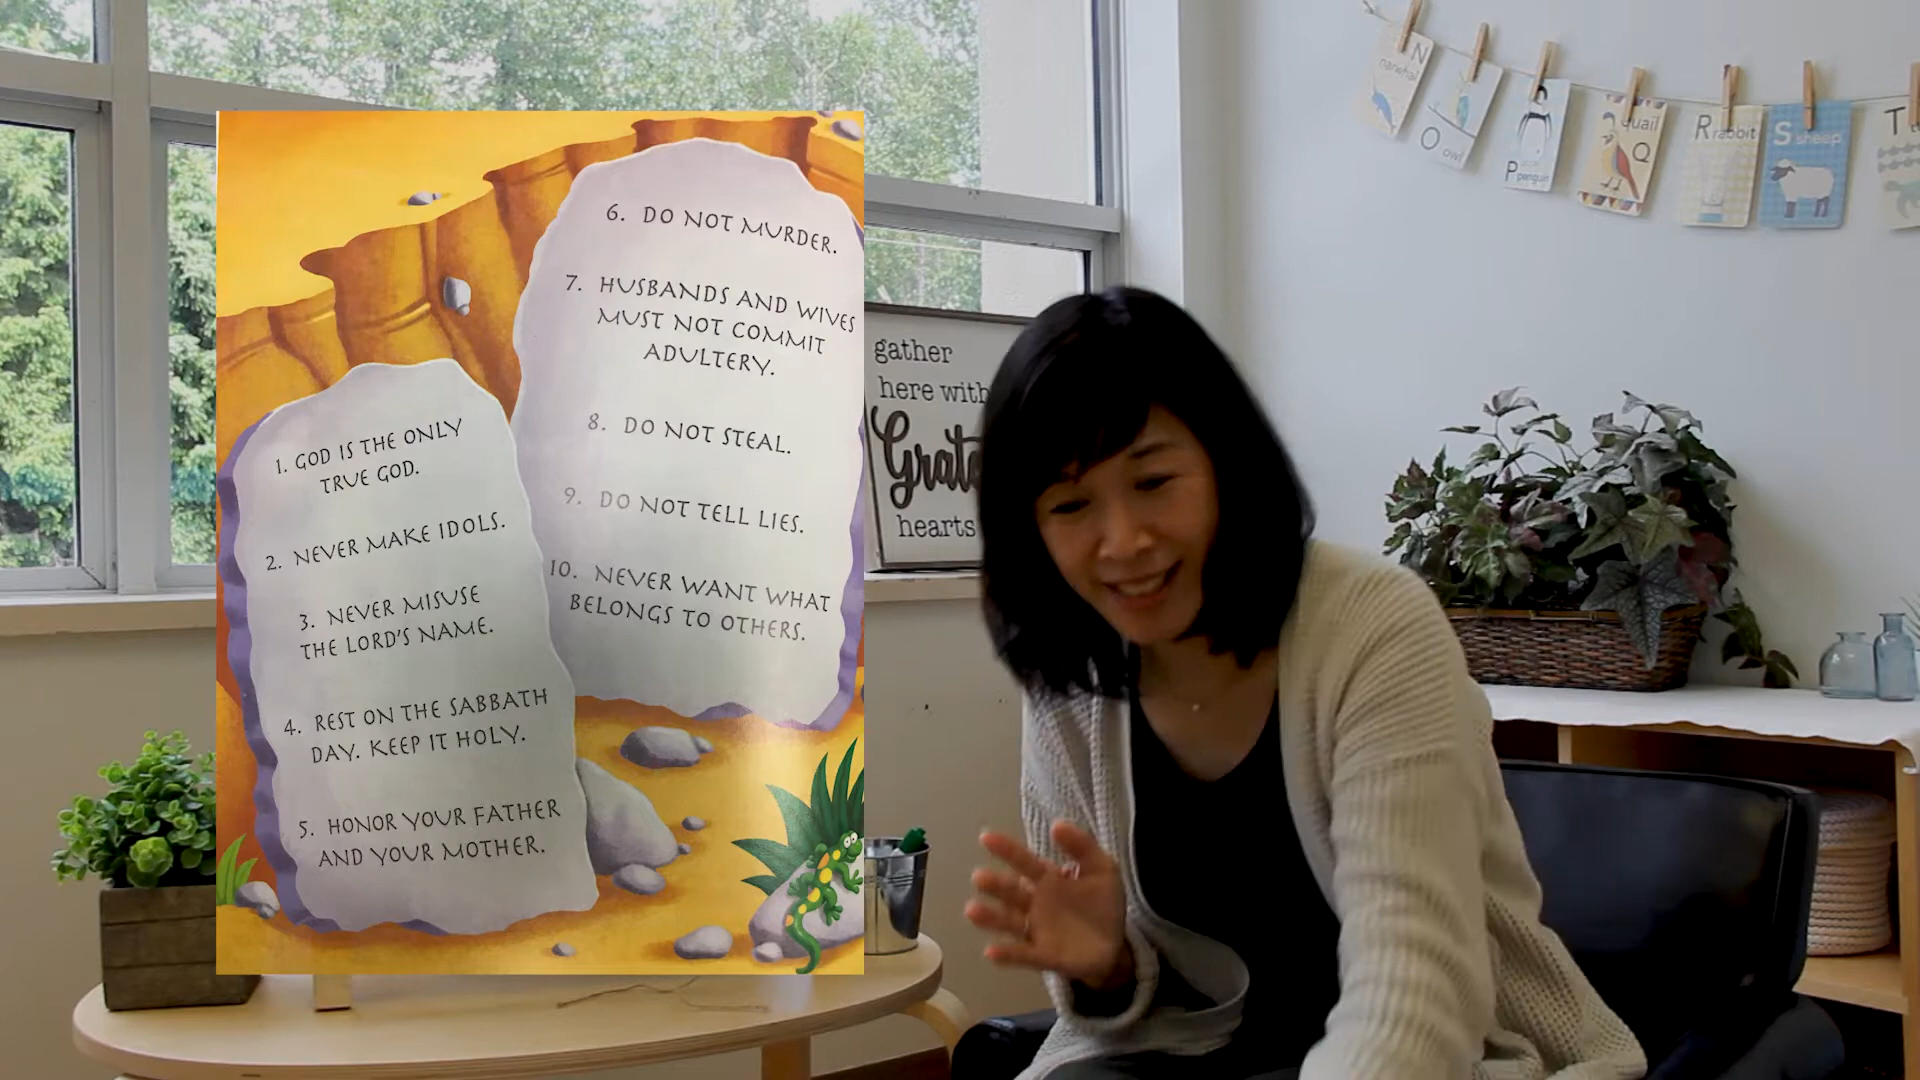 1. GOD IS THE ONLY
TRUE GOD.
2. NEVER MAKE IDOLS.
3. NEVER MISUSE
THE LORD'S NAME.
4. REST ON THE SABBATH
DAY. KEEP IT HOLY.
5. HONOR YOUR FATHER
AND YOUR MOTHER.
6. DO NOT MURDER.
7. HUSBANDS AND WIVES
MUST NOT COMMIT
ADULTERY.
8. DO NOT STEAL.
9. DO NOT TELL LIES.
10. NEVER WANT WHAT
BELONGS TO OTHERS.
gather
here with
hearts
N
narwhal
O owl
P penguin
quail
Q
R rabbit
S sheep
T